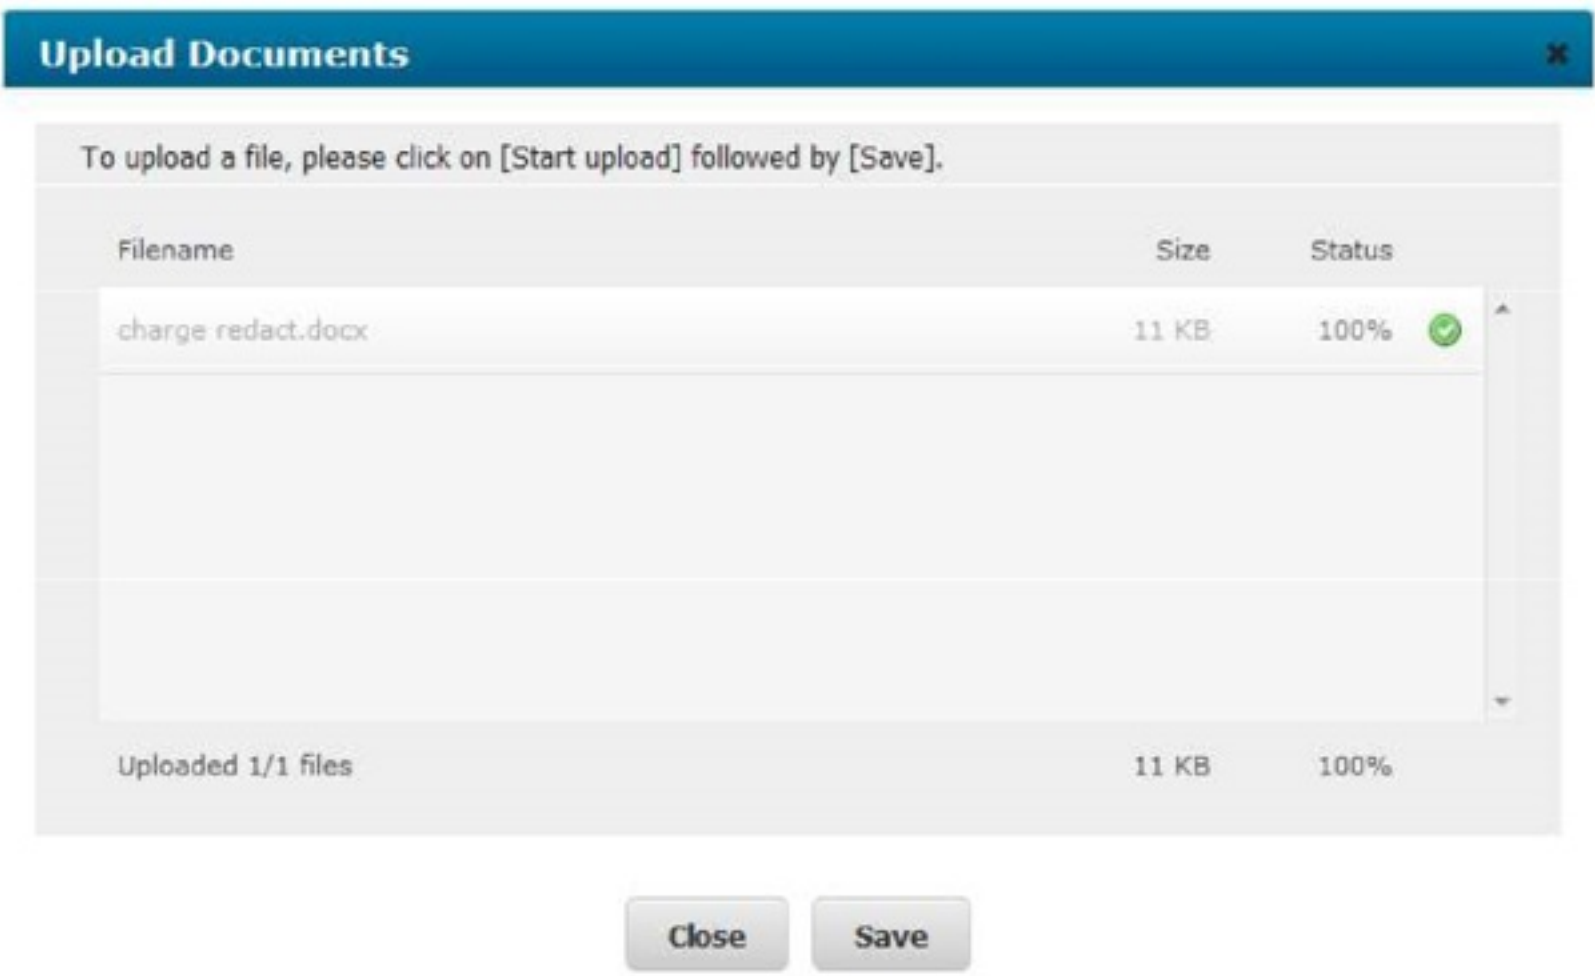 Upload Documents
To upload a file, please click on [Start upload] followed by [Save].
Filename Size Status
charge redact.docx 11 KB 100%
Uploaded 1/1 files 11 KB 100%
Close Save